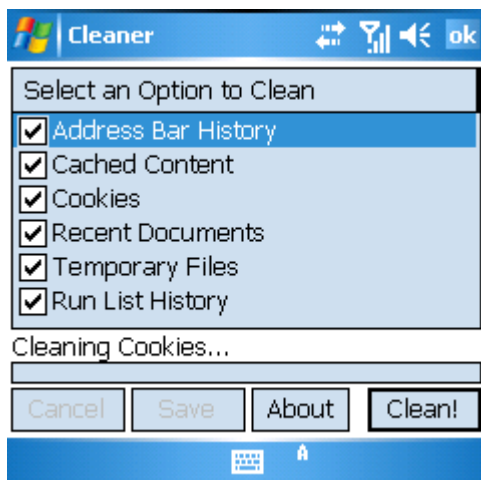 Cleaner ok
Select an Option to Clean
Address Bar History
Cached Content
Cookies
Recent Documents
Temporary Files
Run List History
Cleaning Cookies...
Cancel Save About Clean!
A